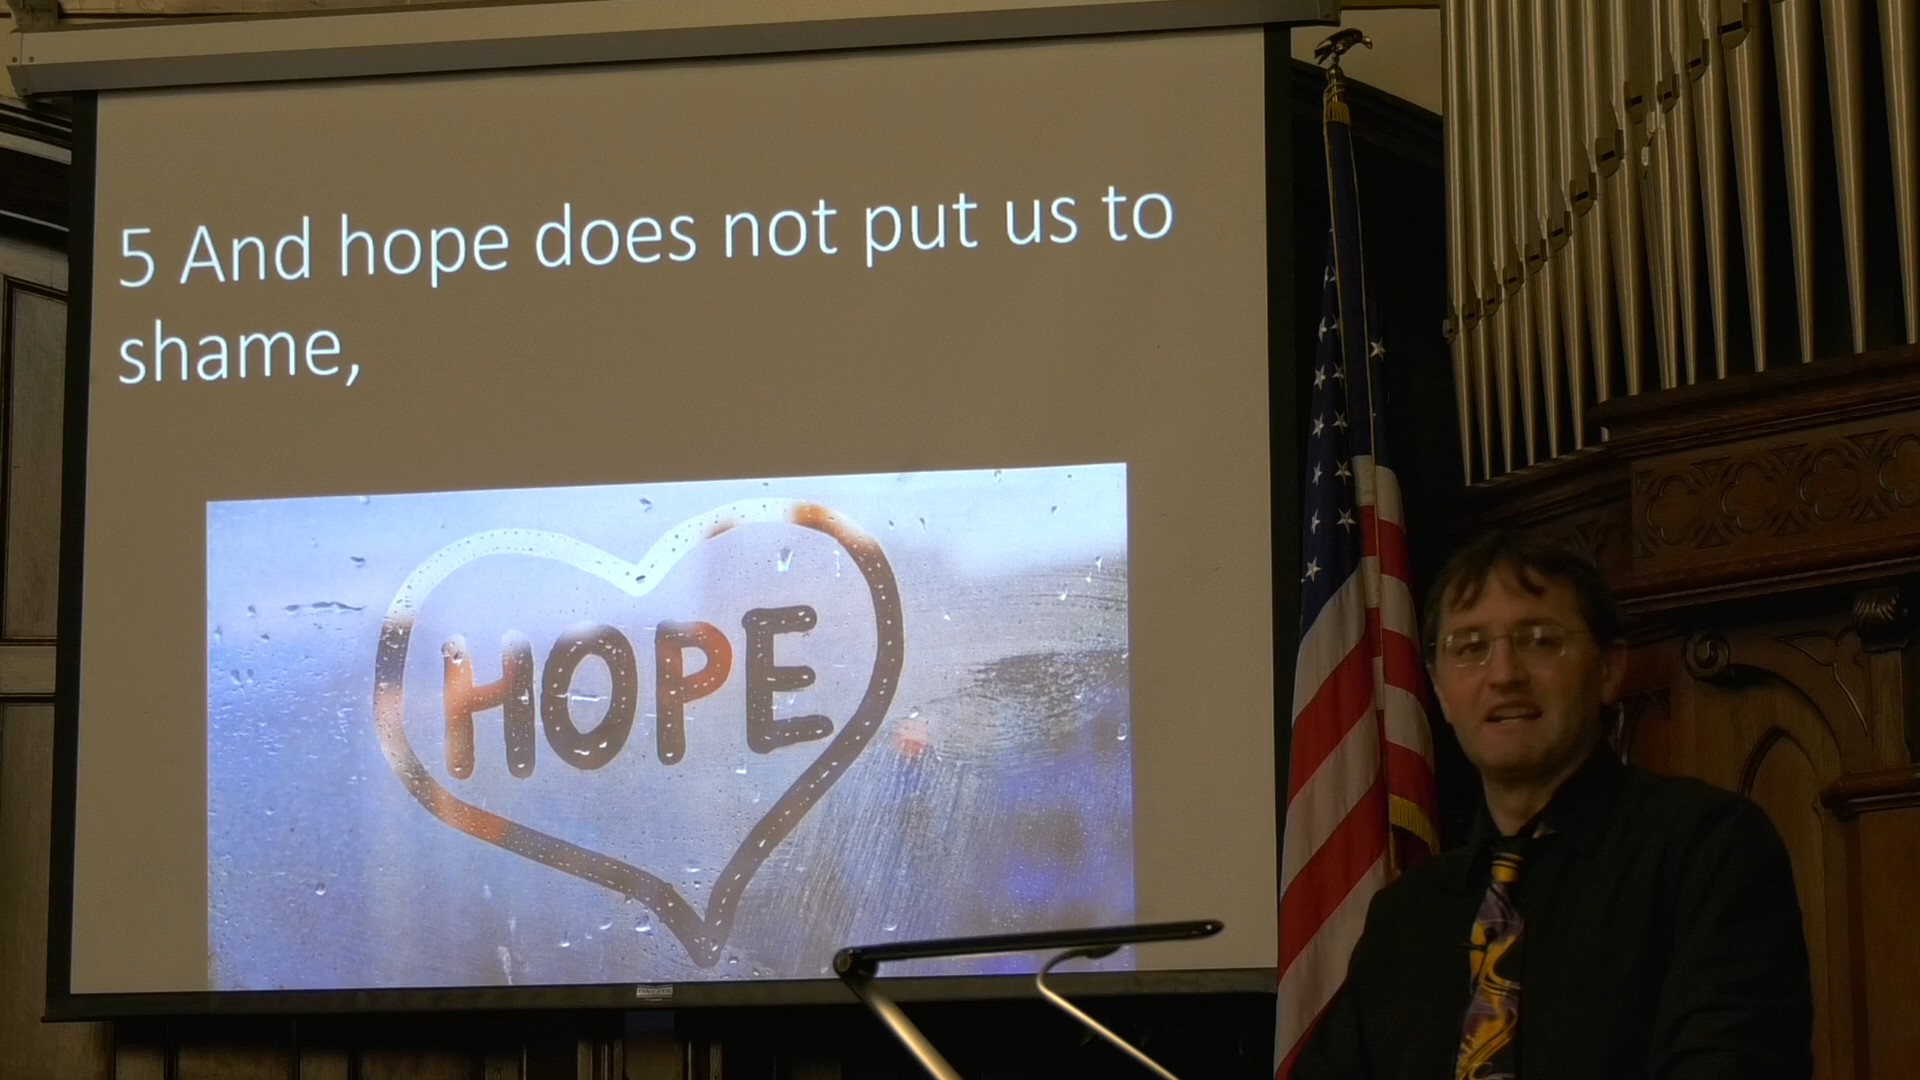 5 And hope does not put us to
shame,
HOPE